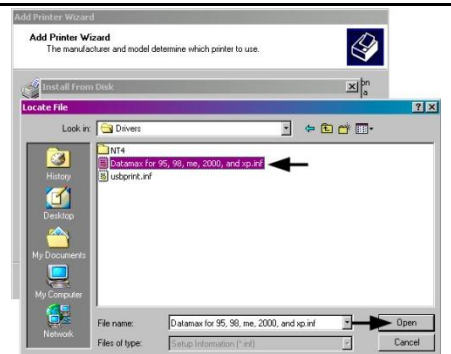 Add Printer Wizard
Add Printer Wizard
The manufacturer and model determine which printer to use.
Install From Disk
Locate File
Look in:
Drivers
NT4
Datamax for 95, 98, me, 2000, and xp.inf
usbprint.inf
History
Desktop
My Documents
My Computer
Network
File name:
Datamax for 95, 98, me, 2000, and xp.inf
Open
Files of type:
Setup Information (*.inf)
Cancel